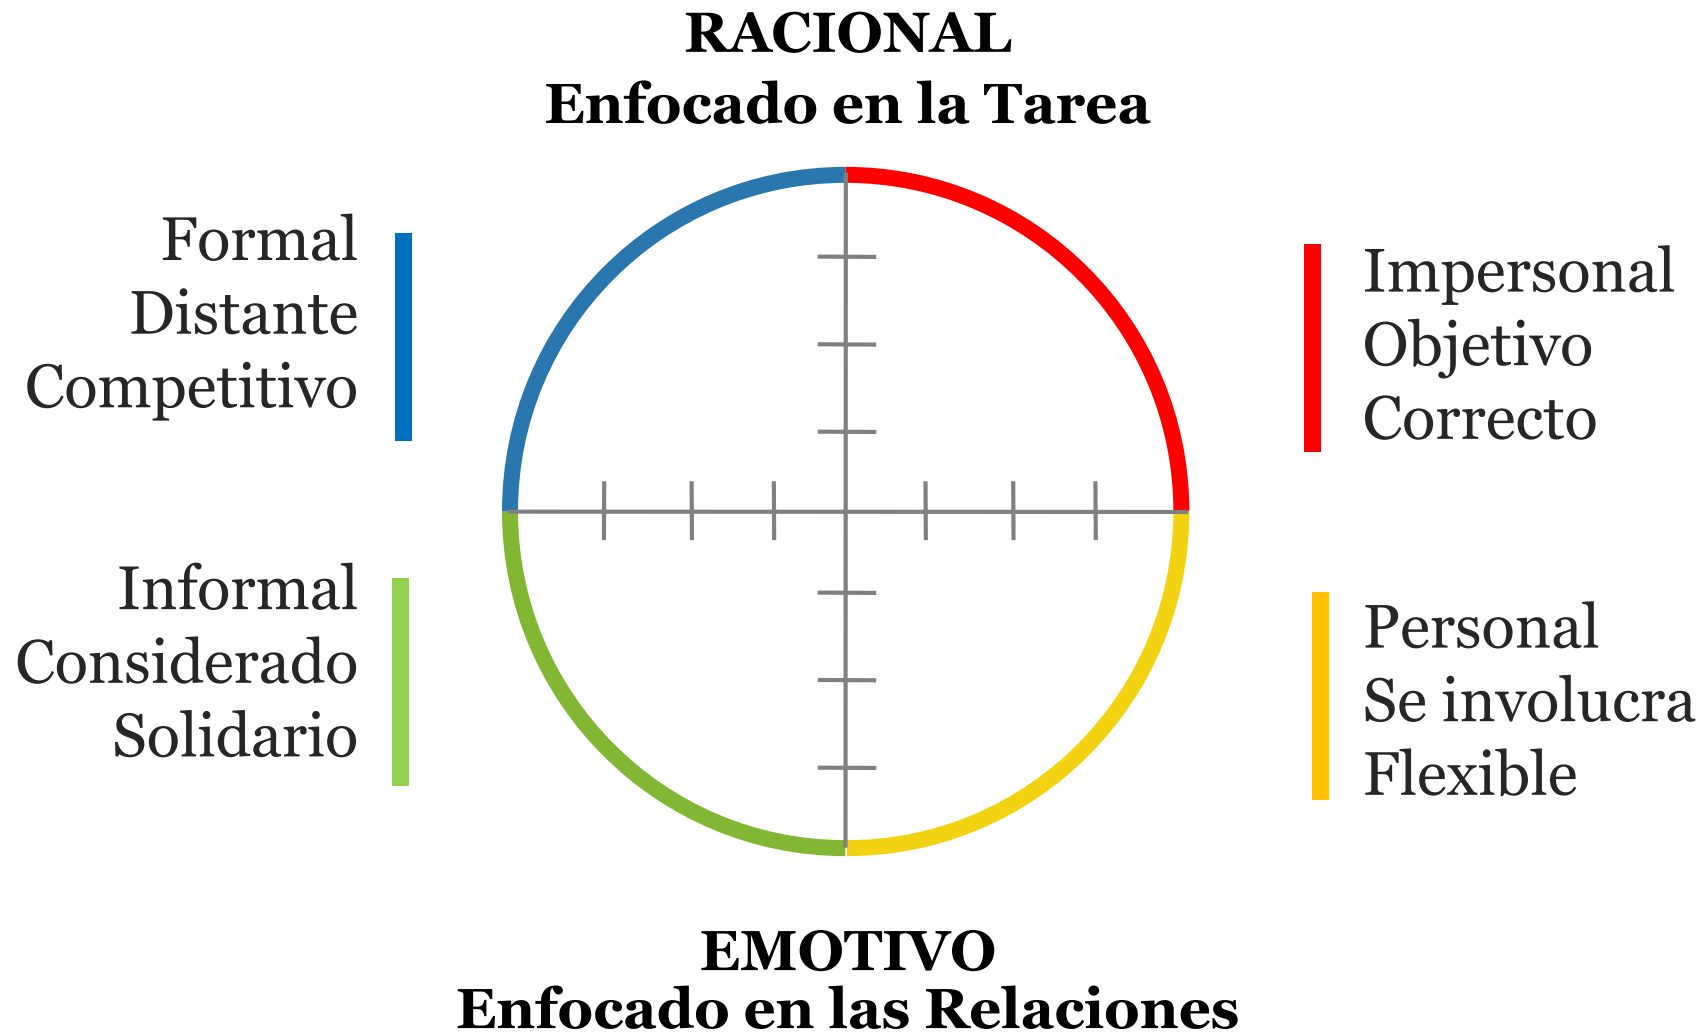 RACIONAL
Enfocado en la Tarea
Formal
Distante
Competitivo
Impersonal
Objetivo
Correcto
Informal
Considerado
Solidario
Personal
Se involucra
Flexible
EMOTIVO
Enfocado en las Relaciones